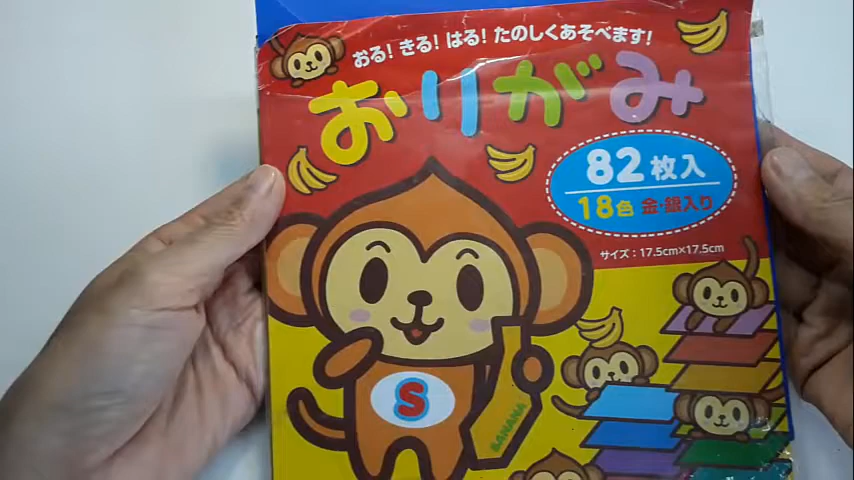 おる!きる!はる!たのしくあそべます!
おりがみ
82枚入
18色 金・銀入り
サイズ:17.5cm×17.5cm
S
BANANA